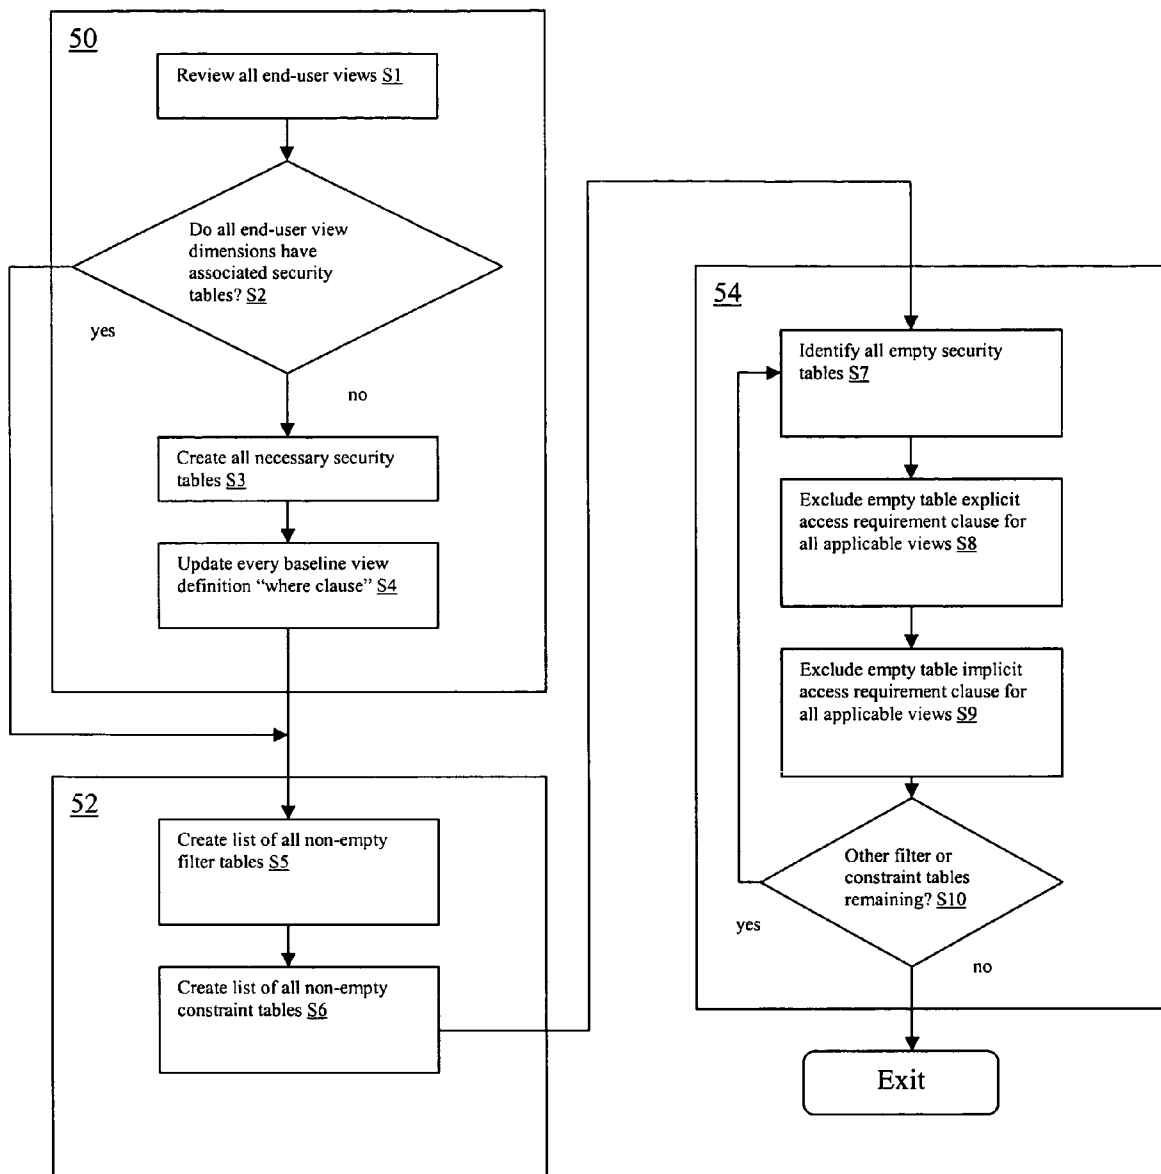 50
Review all end-user views S1
Do all end-user view
dimensions have
associated security
tables? S2
yes
no
Create all necessary security
tables S3
Update every baseline view
definition “where clause” S4
52
Create list of all non-empty
filter tables S5
Create list of all non-empty
constraint tables S6
54
Identify all empty security
tables S7
Exclude empty table explicit
access requirement clause for
all applicable views S8
Exclude empty table implicit
access requirement clause for
all applicable views S9
Other filter or
constraint tables
remaining? S10
yes
no
Exit